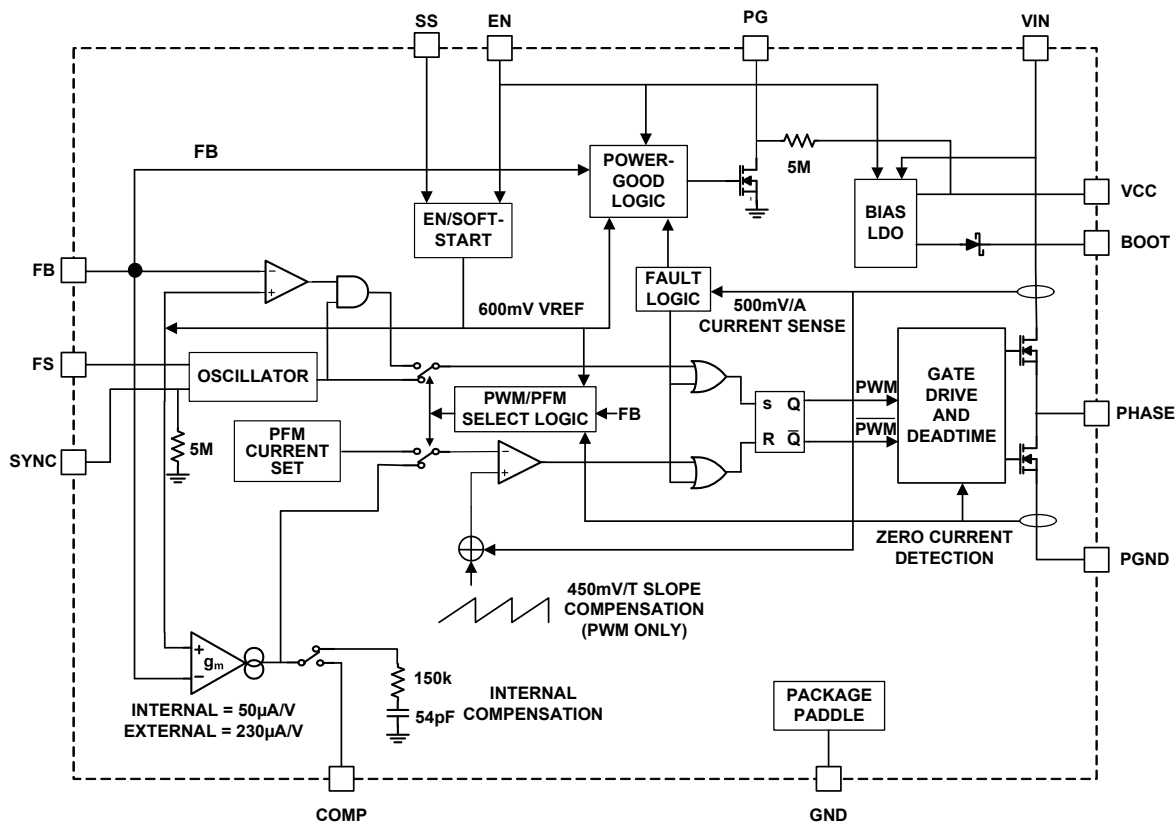 SS
EN
PG
VIN
FB
POWER-
GOOD
LOGIC
5M
BIAS
LDO
VCC
BOOT
EN/SOFT-
START
FB
−
+
FAULT
LOGIC
500mV/A
CURRENT SENSE
600mV VREF
FS
OSCILLATOR
PWM/PFM
SELECT LOGIC
FB
S Q
R Q̅
PWM
P̅W̅M̅
GATE
DRIVE
AND
DEADTIME
PHASE
SYNC
5M
PFM
CURRENT
SET
−
+
ZERO CURRENT
DETECTION
PGND
450mV/T SLOPE
COMPENSATION
(PWM ONLY)
+
gm
−
150k
54pF
INTERNAL
COMPENSATION
INTERNAL = 50µA/V
EXTERNAL = 230µA/V
PACKAGE
PADDLE
COMP
GND